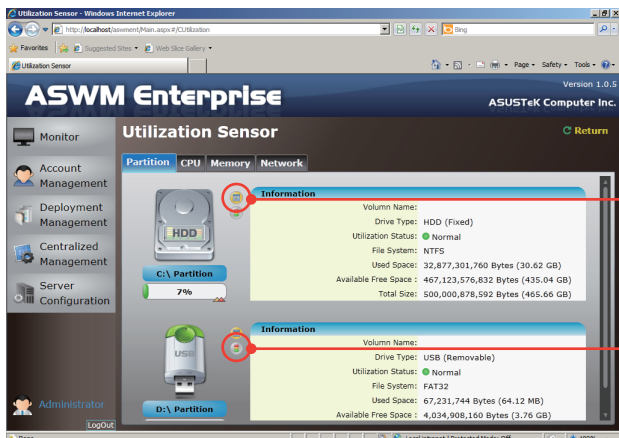 Utilization Sensor - Windows Internet Explorer
http://localhost/aswment/Main.aspx#/CUtilization
Bing
Favorites
Suggested Sites
Web Slice Gallery
Utilization Sensor
Page
Safety
Tools
Version 1.0.5
ASWM Enterprise
ASUSTeK Computer Inc.
Monitor
Utilization Sensor
Return
Partition CPU Memory Network
Account Management
Deployment Management
Centralized Management
Server Configuration
Administrator
LogOut
HDD
C:\ Partition
7%
Information
Volumn Name:
Drive Type: HDD (Fixed)
Utilization Status: Normal
File System: NTFS
Used Space: 32,877,301,760 Bytes (30.62 GB)
Available Free Space : 467,123,576,832 Bytes (435.04 GB)
Total Size: 500,000,878,592 Bytes (465.66 GB)
USB
D:\ Partition
Information
Volumn Name:
Drive Type: USB (Removable)
Utilization Status: Normal
File System: FAT32
Used Space: 67,231,744 Bytes (64.12 MB)
Available Free Space : 4,034,908,160 Bytes (3.76 GB)